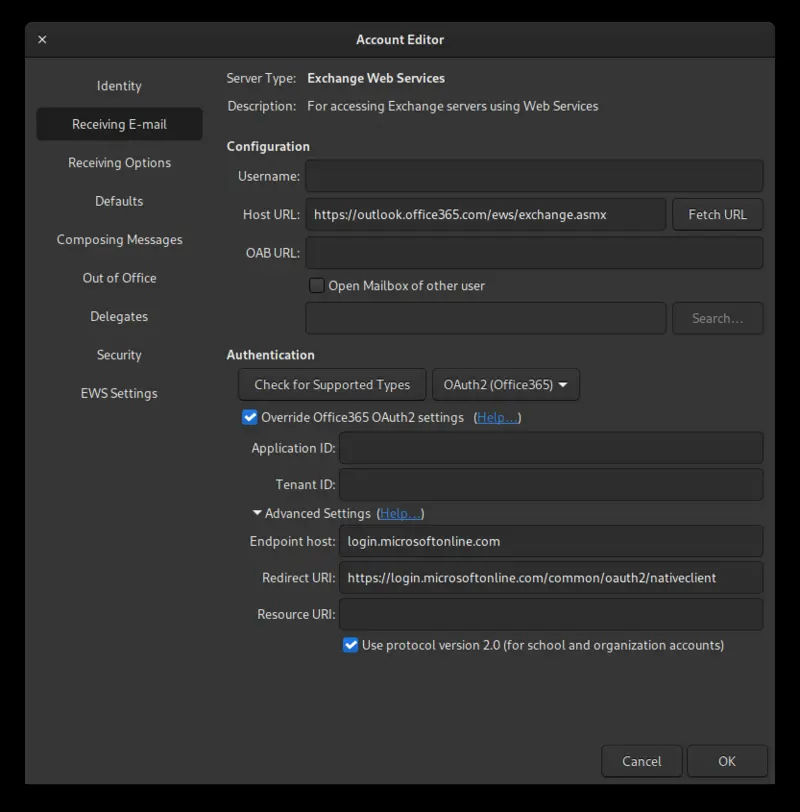 Account Editor
Identity
Receiving E-mail
Receiving Options
Defaults
Composing Messages
Out of Office
Delegates
Security
EWS Settings
Server Type: Exchange Web Services
Description: For accessing Exchange servers using Web Services
Configuration
Username:
Host URL: https://outlook.office365.com/ews/exchange.asmx Fetch URL
OAB URL:
Open Mailbox of other user
Search...
Authentication
Check for Supported Types OAuth2 (Office365)
Override Office365 OAuth2 settings (Help...)
Application ID:
Tenant ID:
Advanced Settings (Help...)
Endpoint host: login.microsoftonline.com
Redirect URI: https://login.microsoftonline.com/common/oauth2/nativeclient
Resource URI:
Use protocol version 2.0 (for school and organization accounts)
Cancel OK